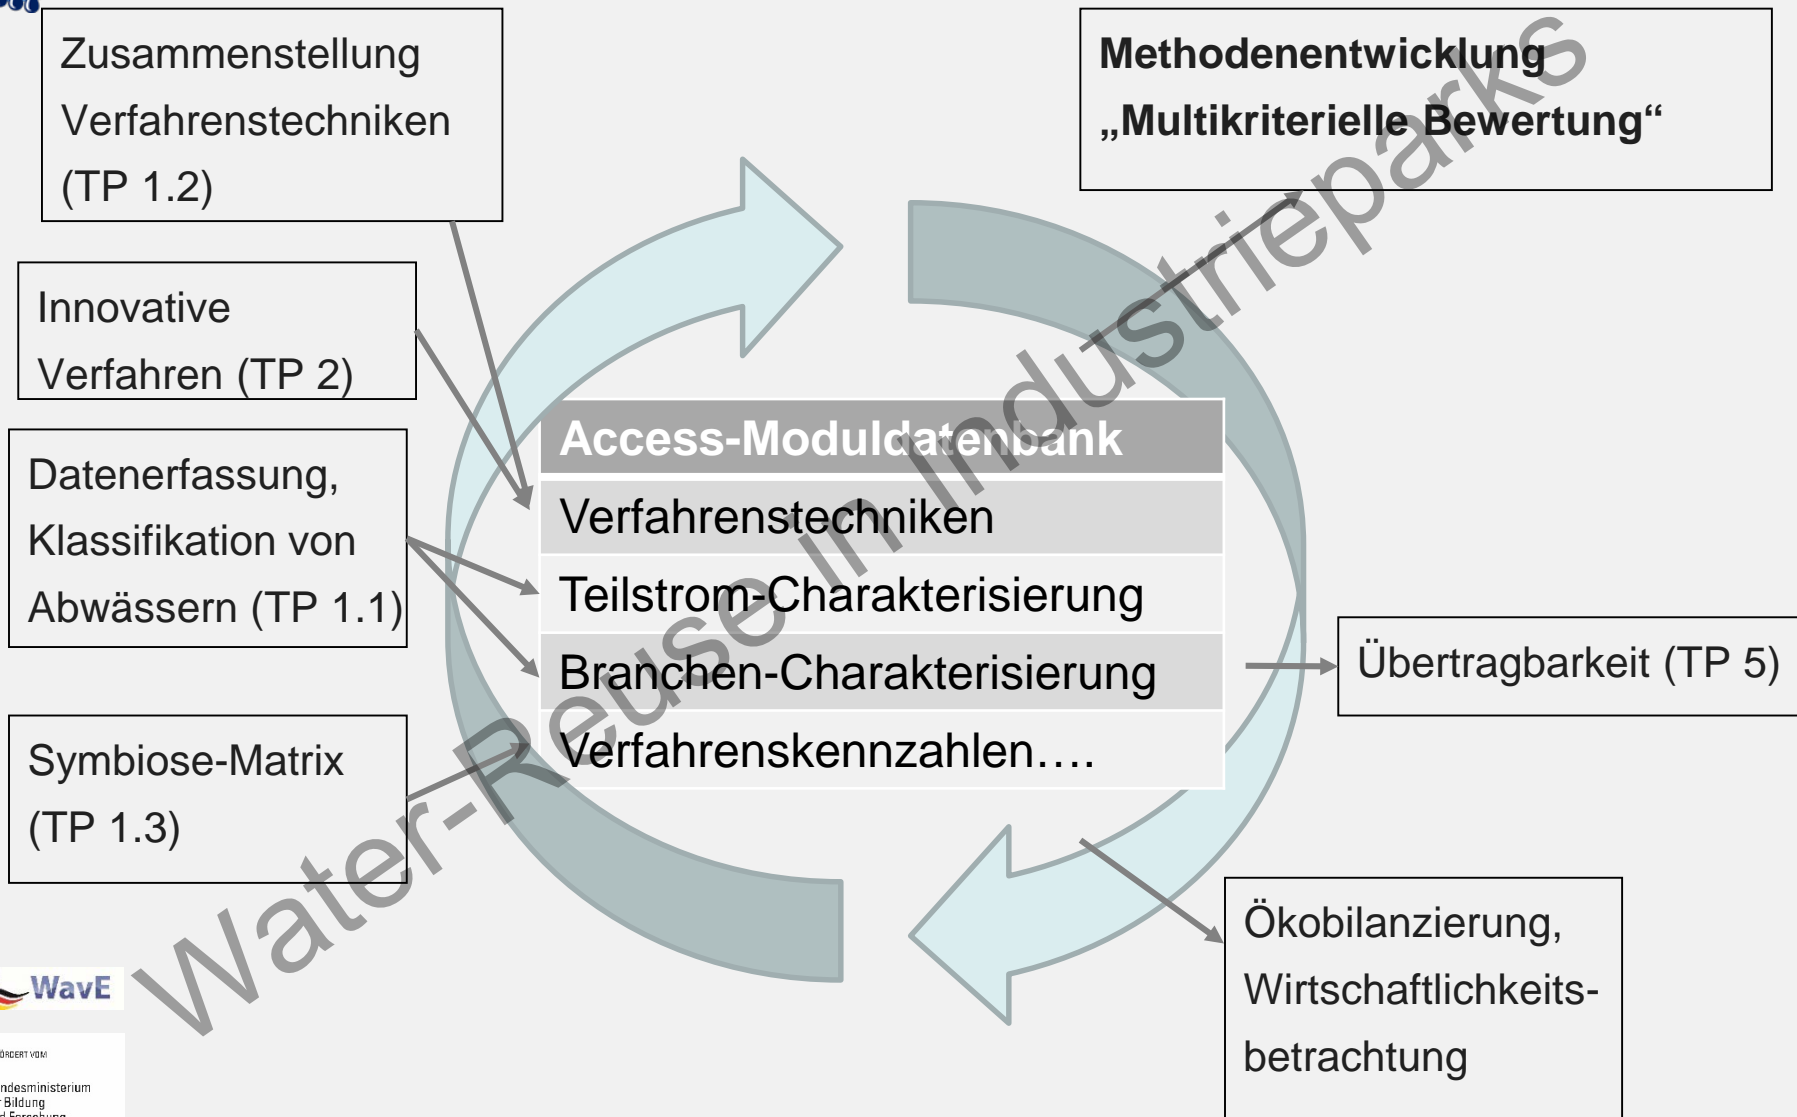 Zusammenstellung
Verfahrenstechniken
(TP 1.2)
Methodenentwicklung
„Multikriterielle Bewertung“
Innovative
Verfahren (TP 2)
Datenerfassung,
Klassifikation von
Abwässern (TP 1.1)
Symbiose-Matrix
(TP 1.3)
Access-Moduldatenbank
Verfahrenstechniken
Teilstrom-Charakterisierung
Branchen-Charakterisierung
Verfahrenskennzahlen….
Übertragbarkeit (TP 5)
Ökobilanzierung,
Wirtschaftlichkeits-
betrachtung
Water-Reuse in Industrieparks
WavE
VOM
Bildung